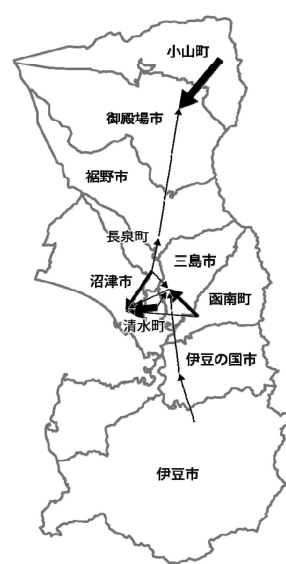 小山町
御殿場市
裾野市
長泉町
三島市
沼津市
函南町
清水町
伊豆の国市
伊豆市